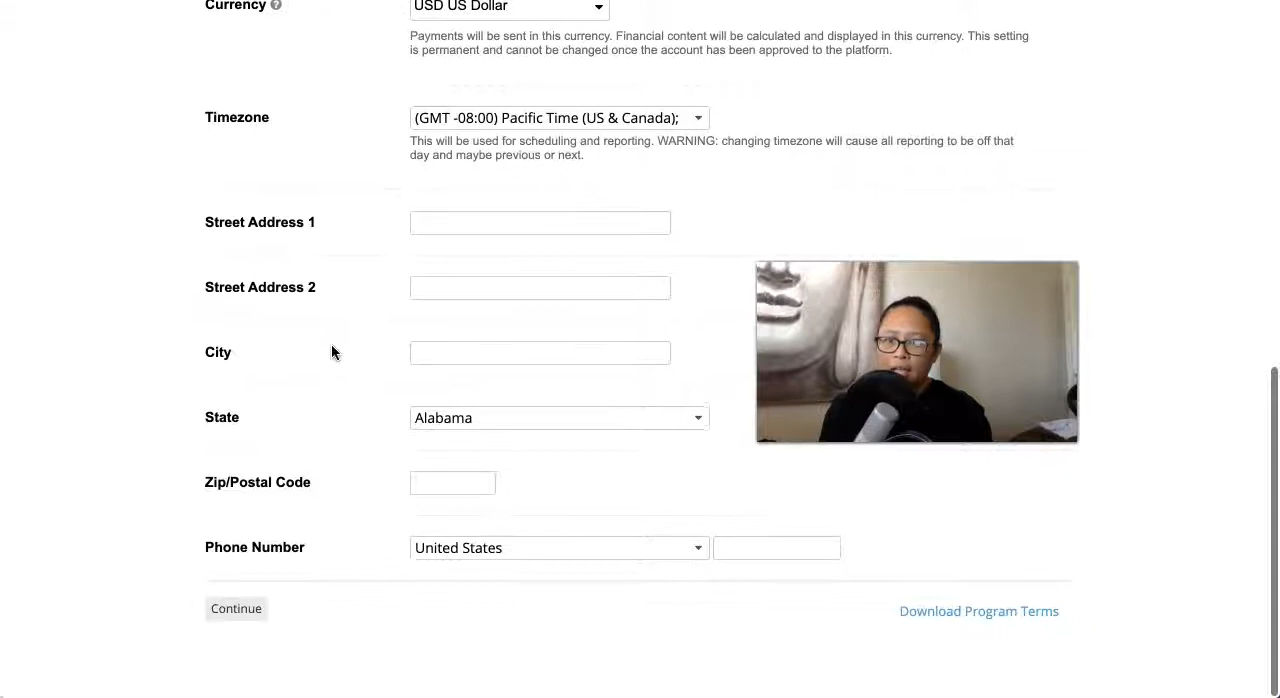 Currency ?
USD US Dollar
Payments will be sent in this currency. Financial content will be calculated and displayed in this currency. This setting
is permanent and cannot be changed once the account has been approved to the platform.
Timezone
(GMT -08:00) Pacific Time (US & Canada);
This will be used for scheduling and reporting. WARNING: changing timezone will cause all reporting to be off that
day and maybe previous or next.
Street Address 1
Street Address 2
City
State
Alabama
Zip/Postal Code
Phone Number
United States
Continue
Download Program Terms